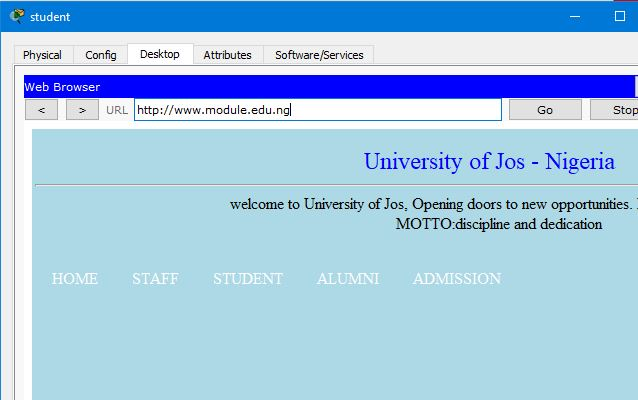 student
Physical Config Desktop Attributes Software/Services
Web Browser
< > URL http://www.module.edu.ng Go Stop
University of Jos - Nigeria
welcome to University of Jos, Opening doors to new opportunities.
MOTTO:discipline and dedication
HOME STAFF STUDENT ALUMNI ADMISSION